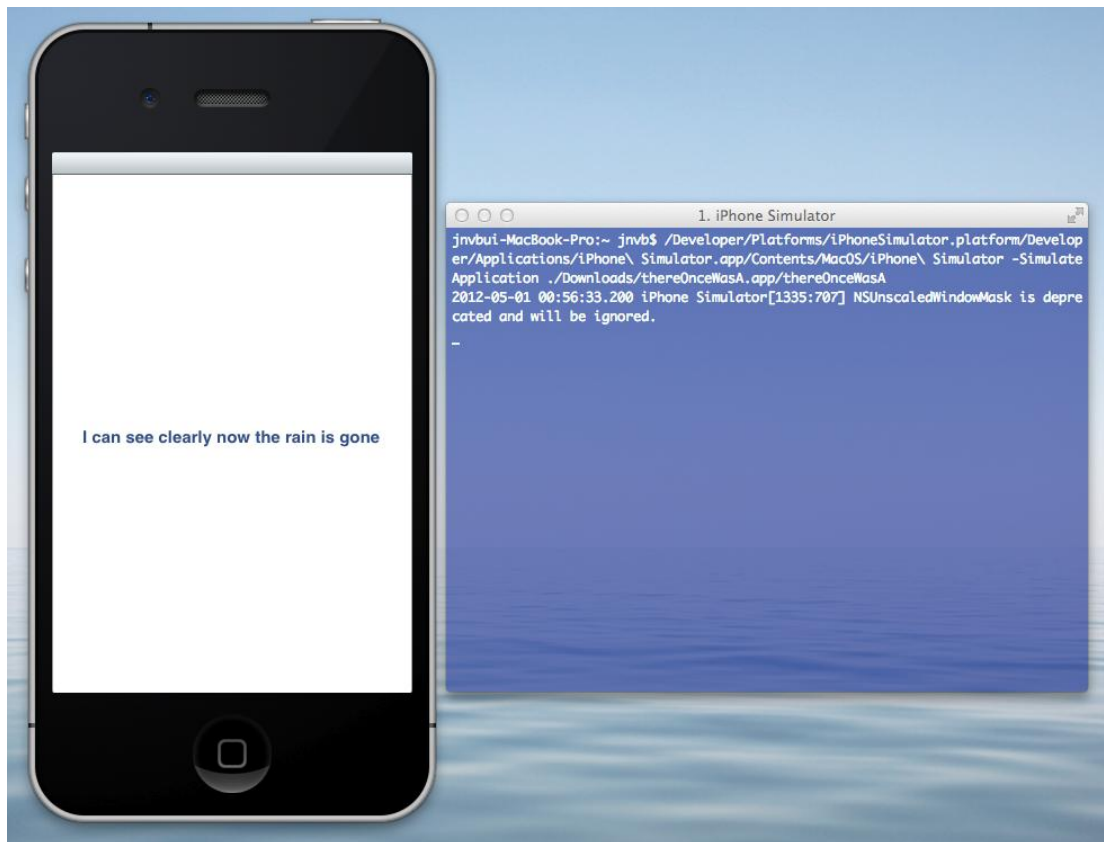 I can see clearly now the rain is gone
1. iPhone Simulator
jnvbui-MacBook-Pro:~ jnvb$ /Developer/Platforms/iPhoneSimulator.platform/Develop
er/Applications/iPhone\ Simulator.app/Contents/MacOS/iPhone\ Simulator -Simulate
Application ./Downloads/thereOnceWasA.app/thereOnceWasA
2012-05-01 00:56:33.200 iPhone Simulator[1335:707] NSUnscaledWindowMask is depre
cated and will be ignored.